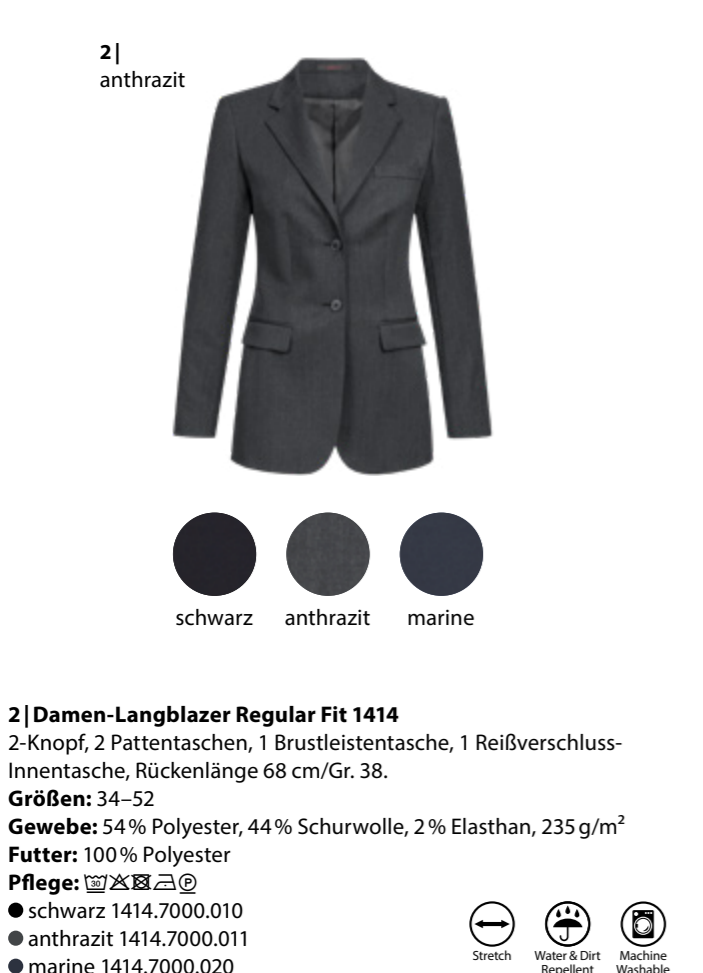 2|
anthrazit
schwarz anthrazit marine
2|Damen-Langblazer Regular Fit 1414
2-Knopf, 2 Pattentaschen, 1 Brustleistentasche, 1 Reißverschluss-
Innentasche, Rückenlänge 68 cm/Gr. 38.
Größen: 34–52
Gewebe: 54% Polyester, 44% Schurwolle, 2% Elasthan, 235 g/m²
Futter: 100% Polyester
Pflege: 30 P
schwarz 1414.7000.010
anthrazit 1414.7000.011
marine 1414.7000.020
Stretch
Water & Dirt
Repellent
Machine
Washable